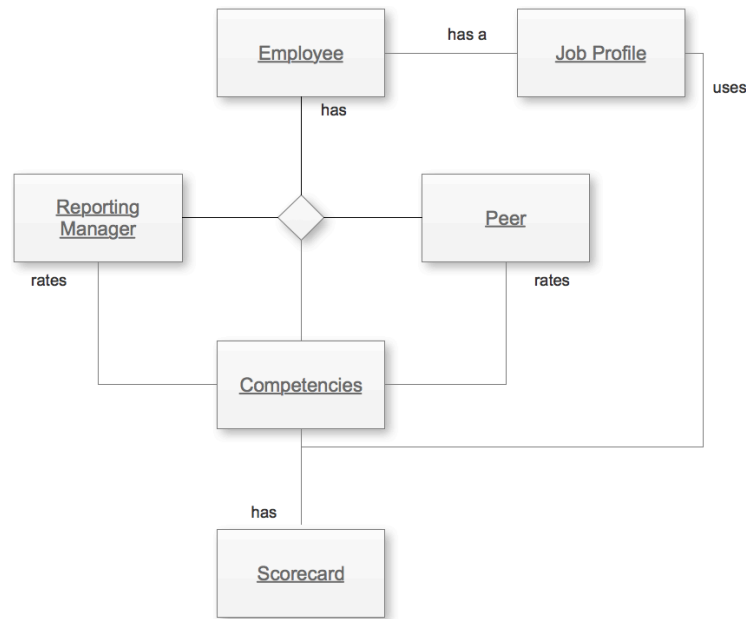 Employee
has a
Job Profile
uses
has
Reporting
Manager
Peer
rates
rates
Competencies
has
Scorecard